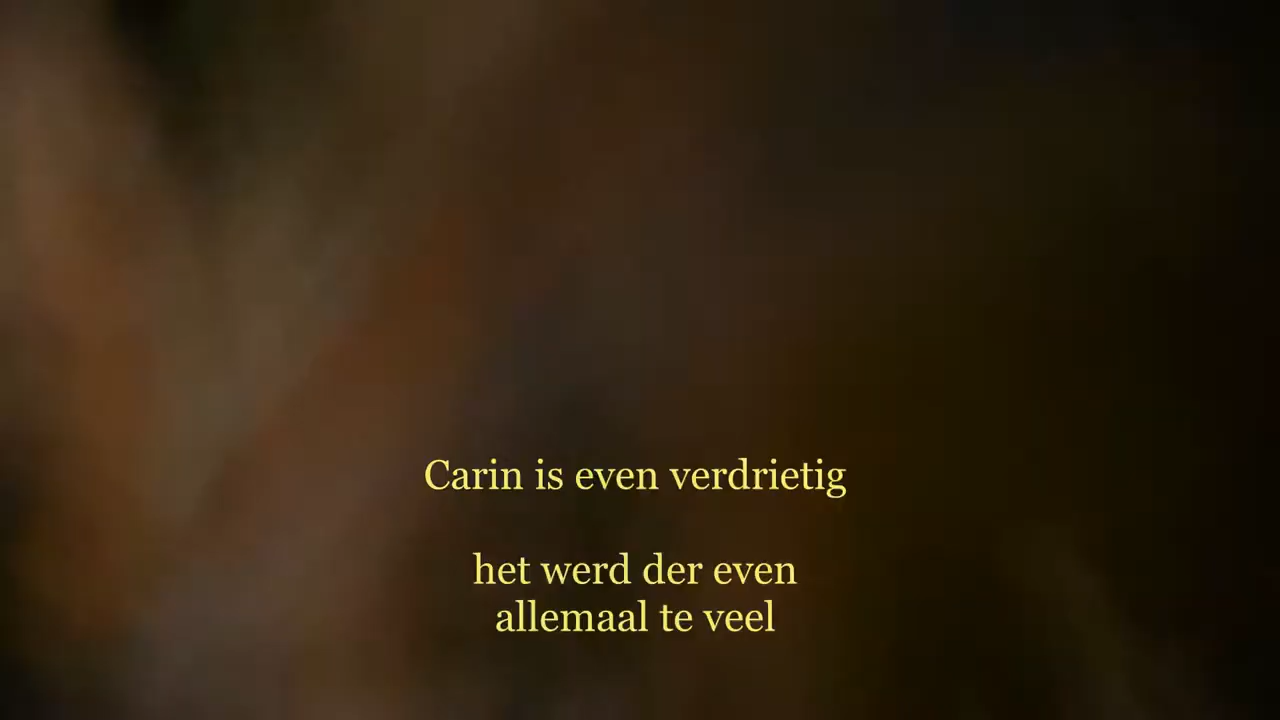 Carin is even verdrietig
het werd der even
allemaal te veel